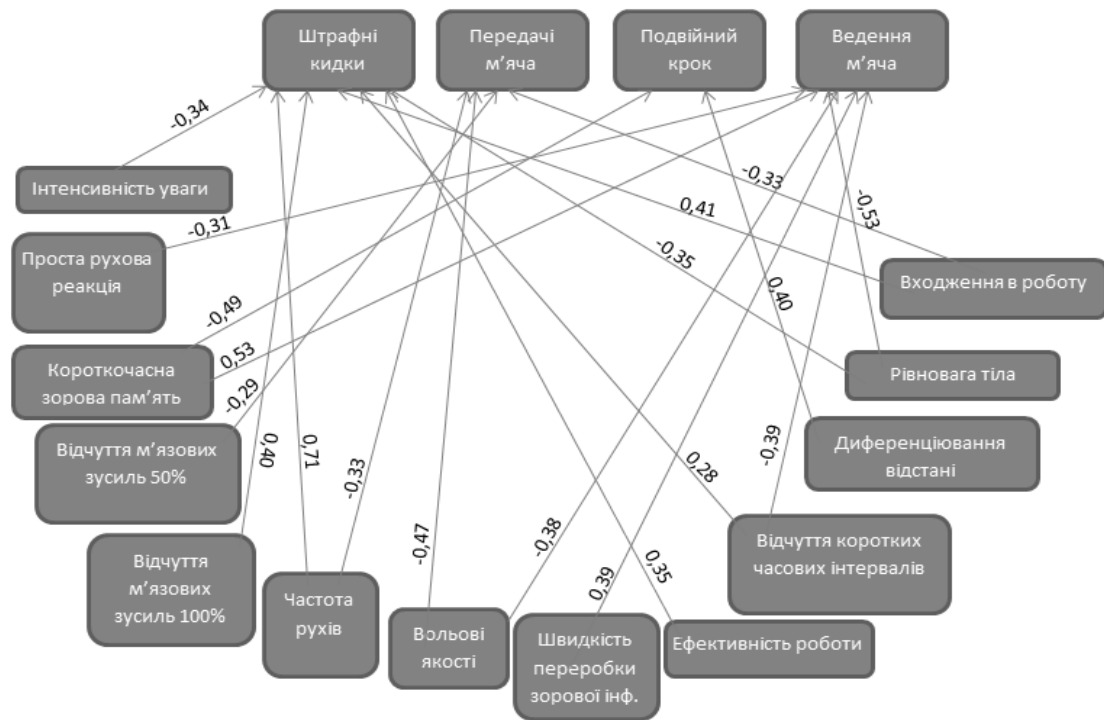 Штрафні
кидки
Передачі
м’яча
Подвійний
крок
Ведення
м’яча
-0,34
Інтенсивність уваги
-0,31
Проста рухова
реакція
-0,49
0,53
Короткочасна
зорова пам’ять
-0,29
Відчуття м’язових
зусиль 50%
0,40
Відчуття
м’язових
зусиль 100%
0,71
-0,33
Частота
рухів
-0,47
Вольові
якості
-0,38
0,39
Швидкість
переробки
зорової інф.
0,35
Ефективність роботи
0,28
-0,39
Відчуття коротких
часових інтервалів
0,40
Диференціювання
відстані
-0,35
-0,53
Рівновага тіла
0,41
-0,33
Входження в роботу